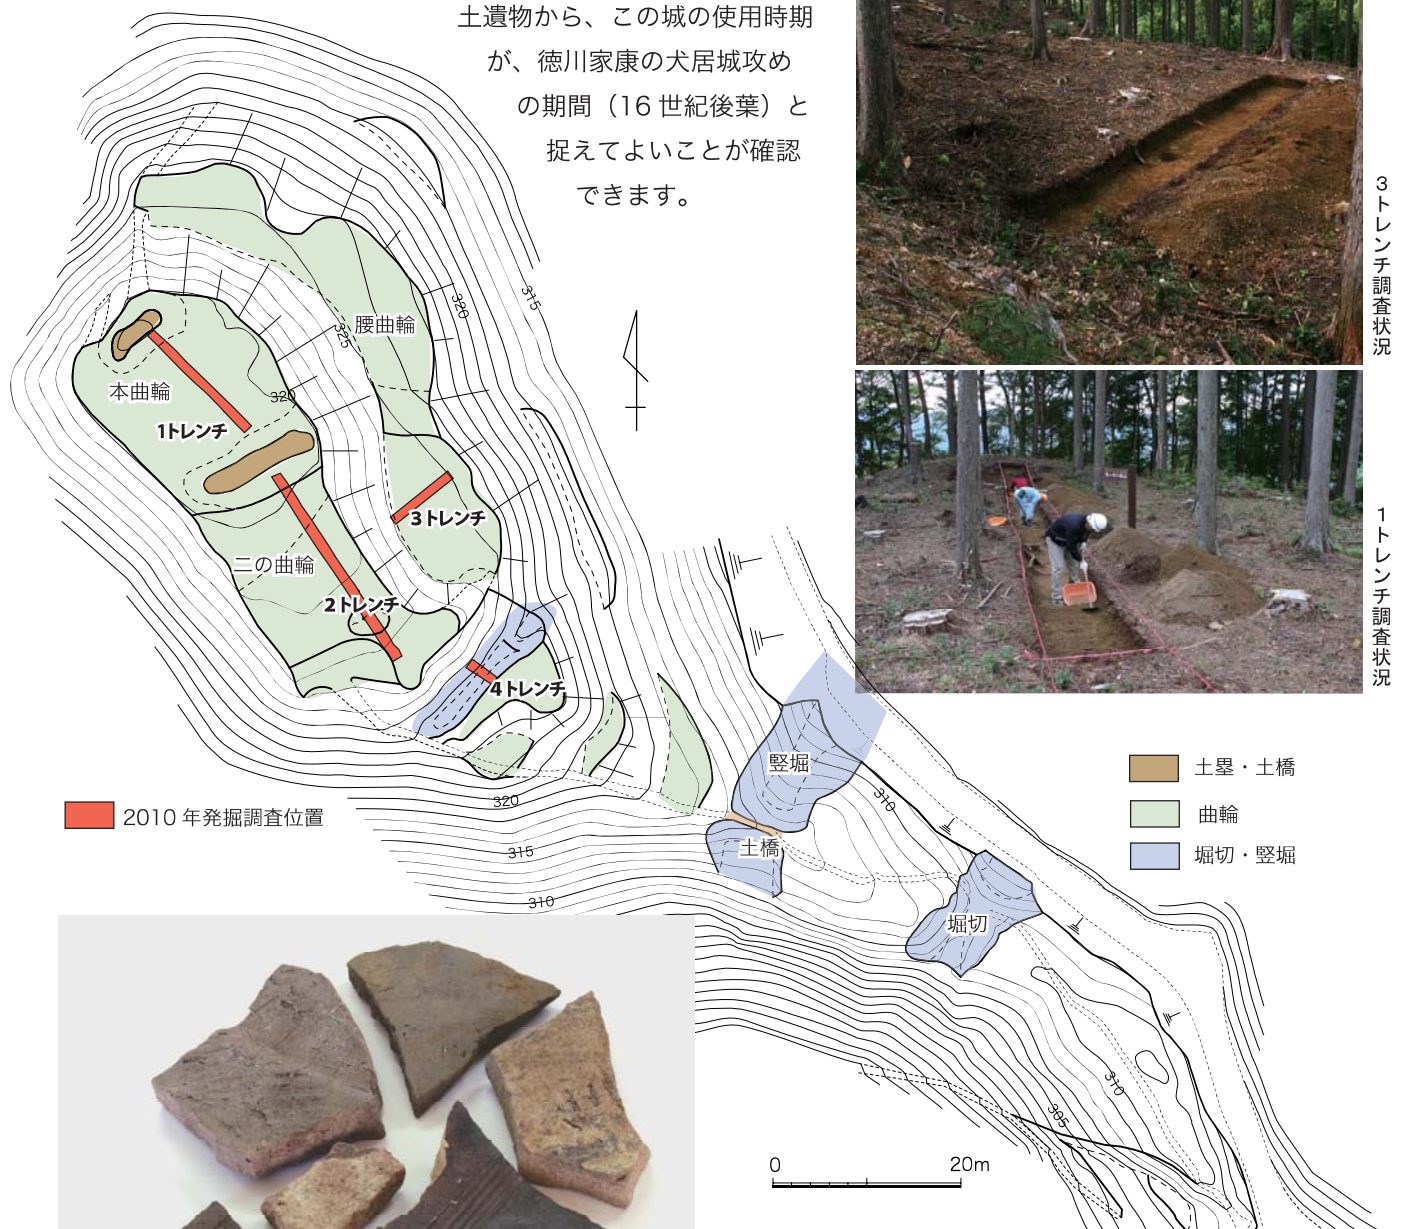 土遺物から、この城の使用時期
が、徳川家康の犬居城攻め
の期間（16 世紀後葉）と
捉えてよいことが確認
できます。
3トレンチ調査状況
1トレンチ調査状況
腰曲輪
320
315
325
本曲輪
320
1トレンチ
3トレンチ
二の曲輪
2トレンチ
4トレンチ
竪堀
土橋
堀切
310
320
315
310
310
305
2010 年発掘調査位置
土塁・土橋
曲輪
堀切・竪堀
0 20m